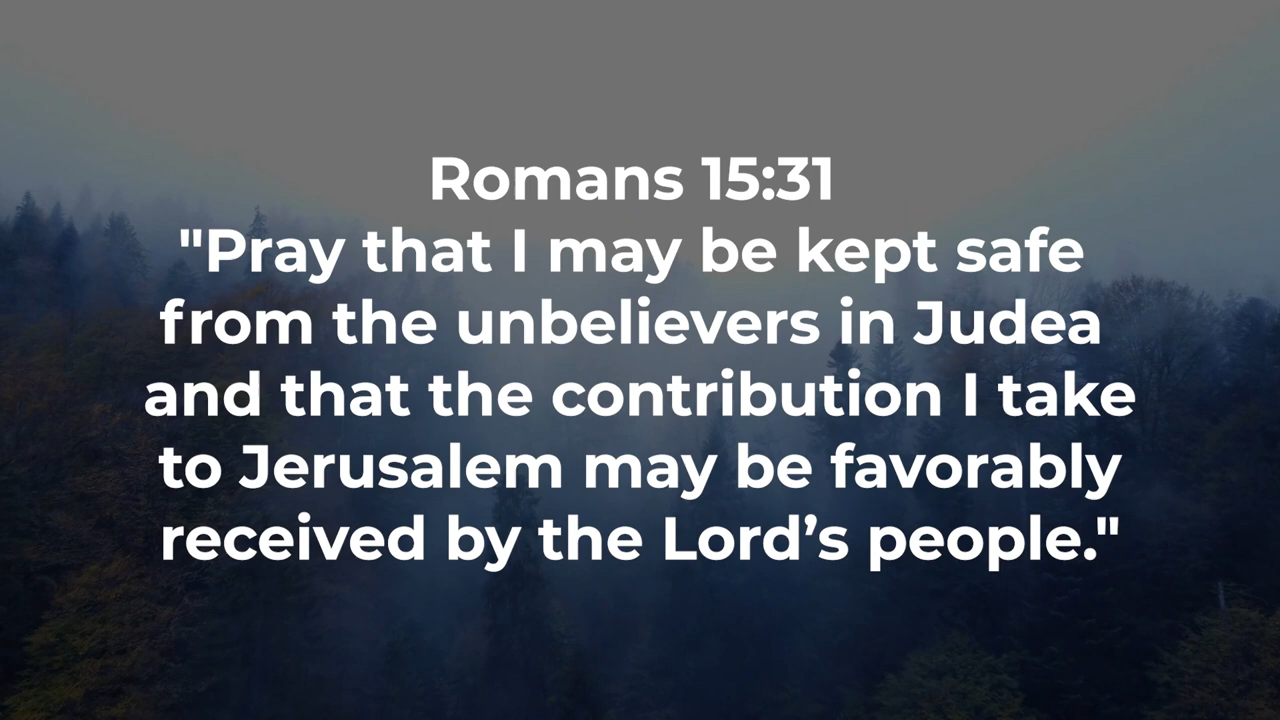 Romans 15:31
"Pray that I may be kept safe
from the unbelievers in Judea
and that the contribution I take
to Jerusalem may be favorably
received by the Lord’s people."